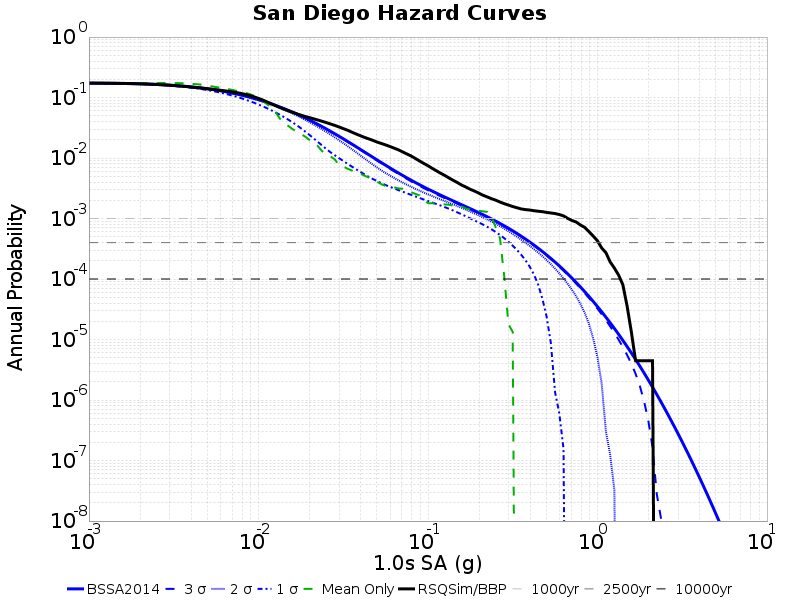 San Diego Hazard Curves
10^0
10^-1
10^-2
10^-3
10^-4
10^-5
10^-6
10^-7
10^-8
Annual Probability
10^-3 10^-2 10^-1 10^0 10^1
1.0s SA (g)
BSSA2014 3 σ 2 σ 1 σ Mean Only RSQSim/BBP 1000yr 2500yr 10000yr